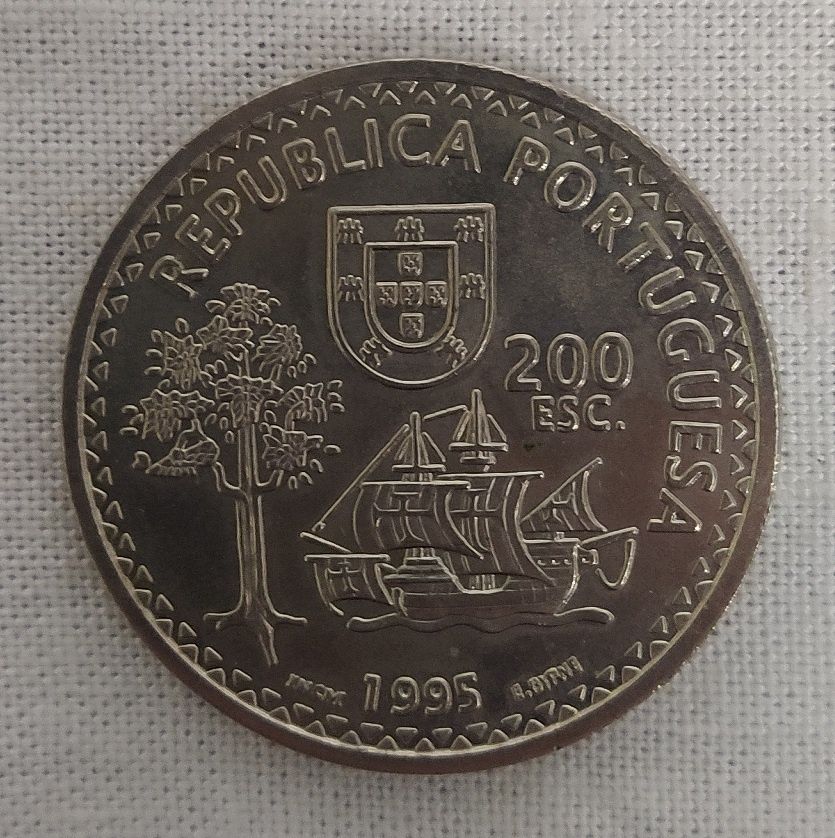 REPUBLICA PORTUGUESA
200
ESC.
INCM
1995